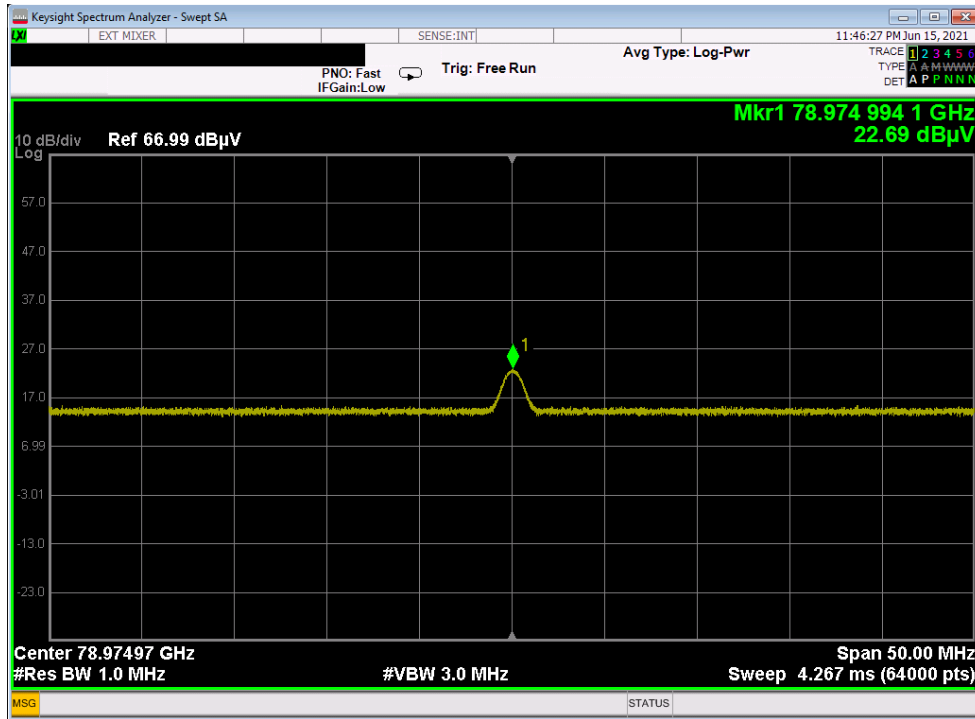 Keysight Spectrum Analyzer - Swept SA
LXI EXT MIXER SENSE:INT 11:46:27 PM Jun 15, 2021
Avg Type: Log-Pwr TRACE 1 2 3 4 5 6
PNO: Fast Trig: Free Run TYPE A A M W W W W
IFGain:Low DET A P P N N N
Mkr1 78.974 994 1 GHz
10 dB/div Ref 66.99 dBµV 22.69 dBµV
Log
57.0
47.0
37.0
27.0 1
17.0
6.99
-3.01
-13.0
-23.0
Center 78.97497 GHz Span 50.00 MHz
#Res BW 1.0 MHz #VBW 3.0 MHz Sweep 4.267 ms (64000 pts)
MSG STATUS